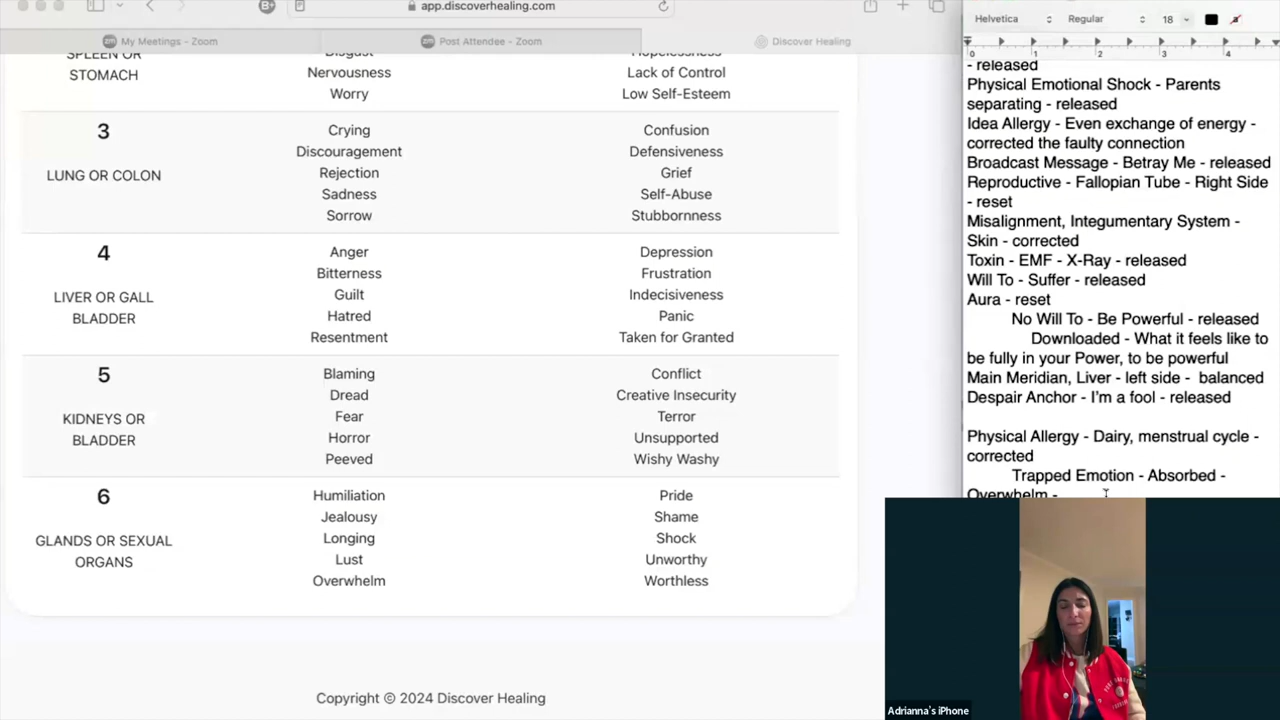 app.discoverhealing.com
My Meetings - Zoom
Post Attendee - Zoom
Discover Healing
SPLEEN OR
STOMACH
Disgust
Nervousness
Worry
Hopelessness
Lack of Control
Low Self-Esteem
3
LUNG OR COLON
Crying
Discouragement
Rejection
Sadness
Sorrow
Confusion
Defensiveness
Grief
Self-Abuse
Stubbornness
4
LIVER OR GALL
BLADDER
Anger
Bitterness
Guilt
Hatred
Resentment
Depression
Frustration
Indecisiveness
Panic
Taken for Granted
5
KIDNEYS OR
BLADDER
Blaming
Dread
Fear
Horror
Peeved
Conflict
Creative Insecurity
Terror
Unsupported
Wishy Washy
6
GLANDS OR SEXUAL
ORGANS
Humiliation
Jealousy
Longing
Lust
Overwhelm
Pride
Shame
Shock
Unworthy
Worthless
Copyright © 2024 Discover Healing
Helvetica
Regular
18
0 1 2 3 4
- released
Physical Emotional Shock - Parents
separating - released
Idea Allergy - Even exchange of energy -
corrected the faulty connection
Broadcast Message - Betray Me - released
Reproductive - Fallopian Tube - Right Side
- reset
Misalignment, Integumentary System -
Skin - corrected
Toxin - EMF - X-Ray - released
Will To - Suffer - released
Aura - reset
No Will To - Be Powerful - released
Downloaded - What it feels like to
be fully in your Power, to be powerful
Main Meridian, Liver - left side - balanced
Despair Anchor - I'm a fool - released
Physical Allergy - Dairy, menstrual cycle -
corrected
Trapped Emotion - Absorbed -
Overwhelm -
Adrianna's iPhone